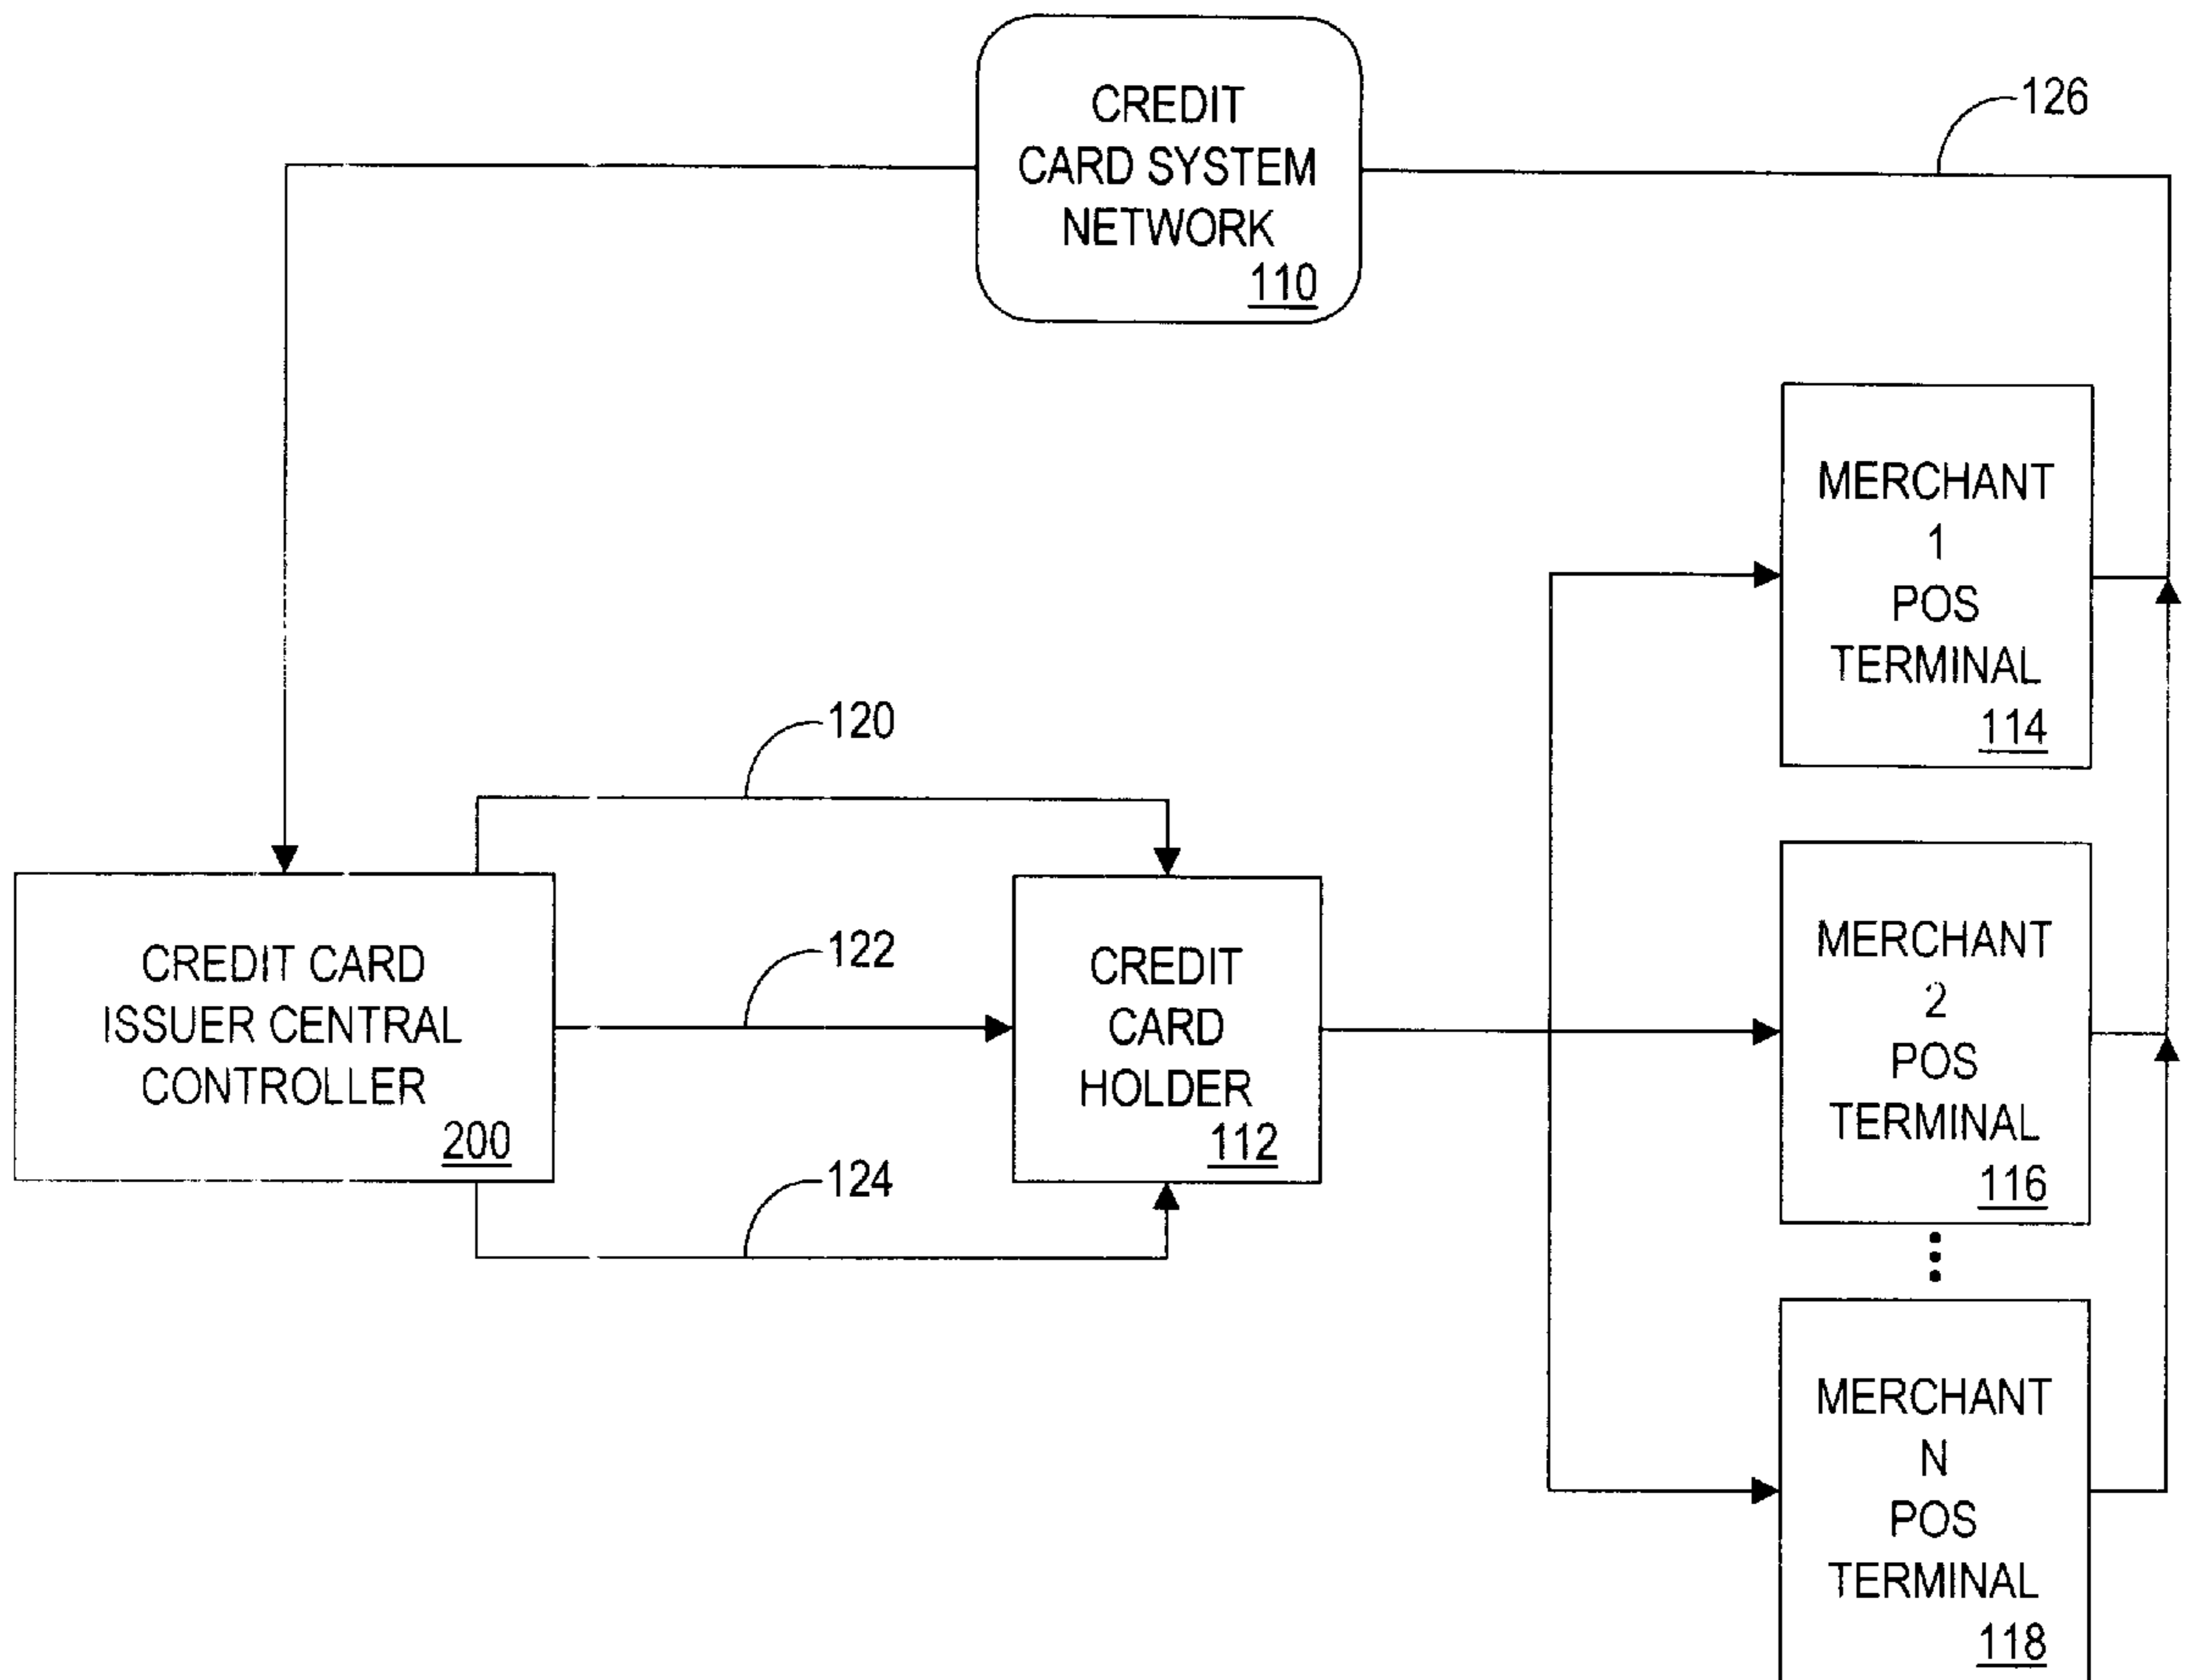 CREDIT
CARD SYSTEM
NETWORK
110
126
MERCHANT
1
POS
TERMINAL
114
120
CREDIT CARD
ISSUER CENTRAL
CONTROLLER
200
122
124
CREDIT
CARD
HOLDER
112
MERCHANT
2
POS
TERMINAL
116
MERCHANT
N
POS
TERMINAL
118